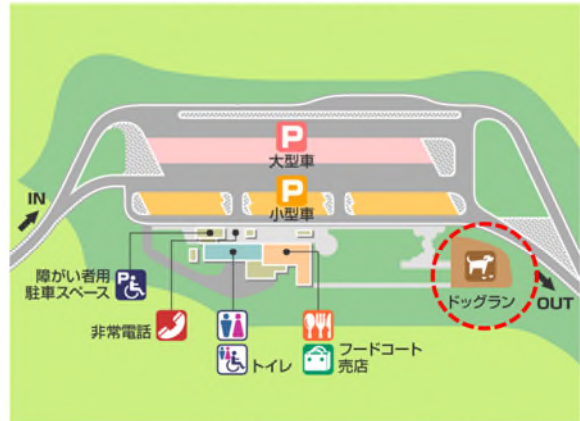 P
大型車
P
小型車
IN
障がい者用
駐車スペース
P
非常電話
トイレ
フードコート
売店
ドッグラン
OUT